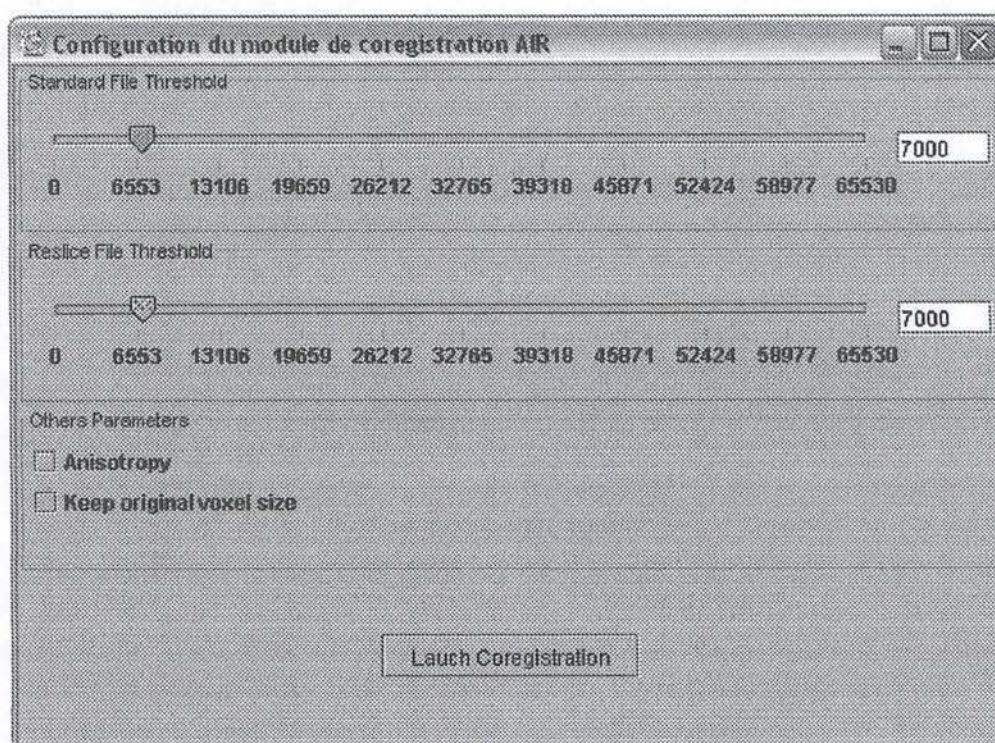 Configuration du module de coregistration AIR
Standard File Threshold
7000
0 6553 13106 19659 26212 32765 39318 45871 52424 58977 65530
Reslice File Threshold
7000
0 6553 13106 19659 26212 32765 39318 45871 52424 58977 65530
Others Parameters
Anisotropy
Keep original voxel size
Lauch Coregistration